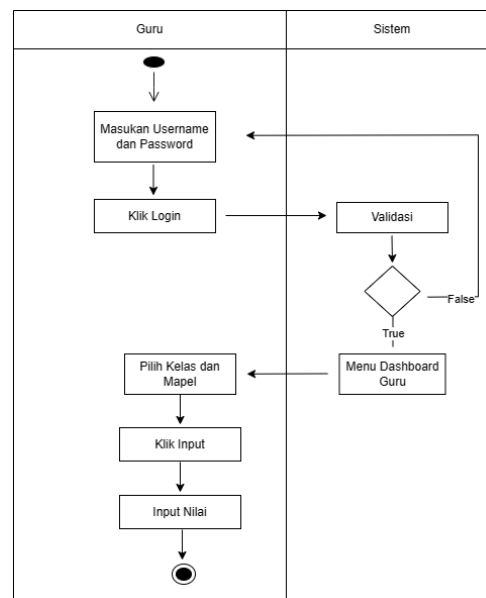 Guru
Sistem
Masukan Username
dan Password
Klik Login
Validasi
False
True
Pilih Kelas dan
Mapel
Menu Dashboard
Guru
Klik Input
Input Nilai